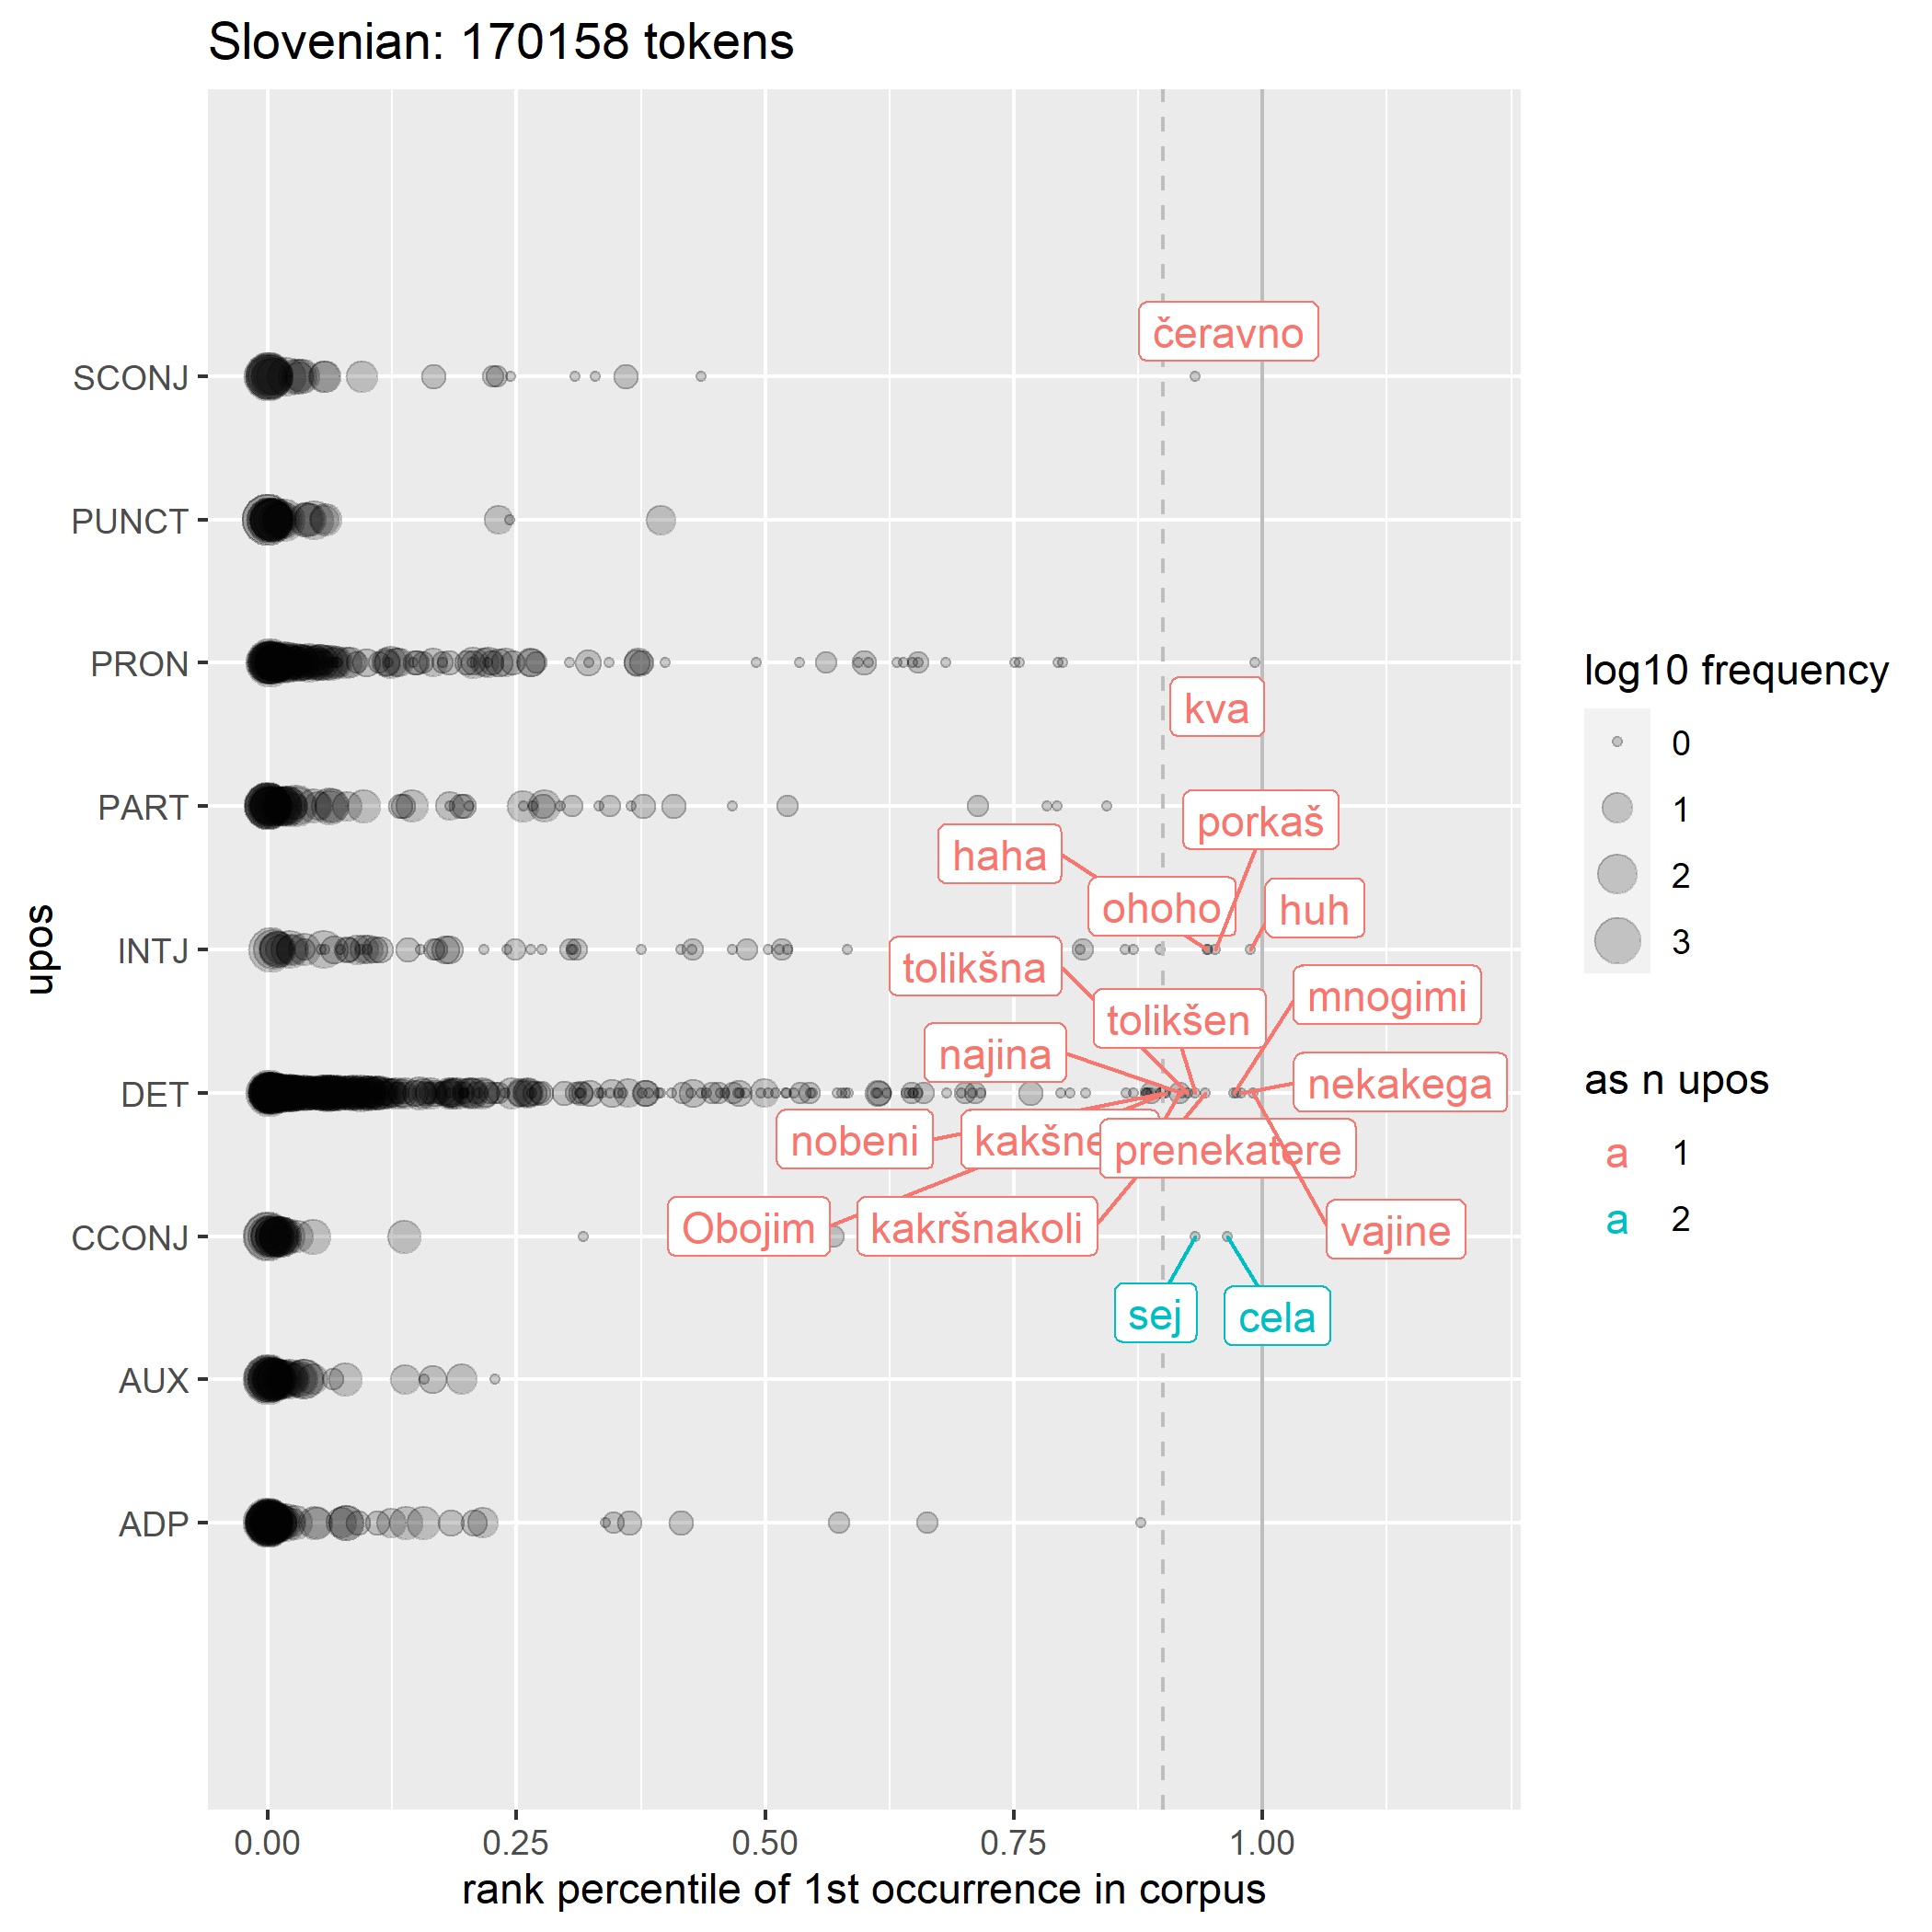 Slovenian: 170158 tokens
upos
SCONJ
PUNCT
PRON
PART
INTJ
DET
CCONJ
AUX
ADP
čeravno
kva
porkaš
haha
ohoho
huh
tolikšna
mnogimi
tolikšen
najina
nekakega
nobeni
kakšne
prenekatere
Obojim
kakršnakoli
vajine
sej
cela
0.00
0.25
0.50
0.75
1.00
rank percentile of 1st occurrence in corpus
log10 frequency
0
1
2
3
as n upos
a 1
a 2